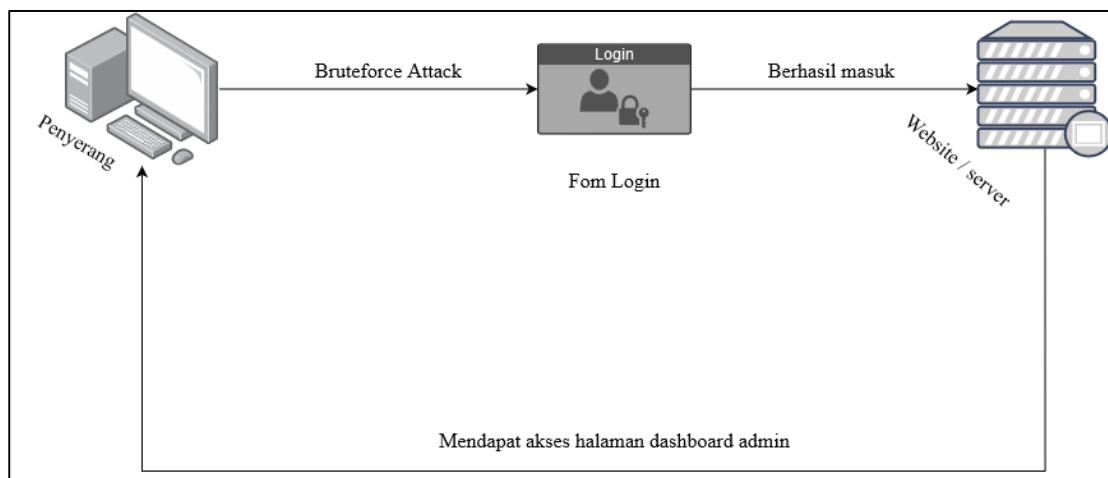 Login
Bruteforce Attack
Berhasil masuk
Penyerang
Fom Login
Website / server
Mendapat akses halaman dashboard admin